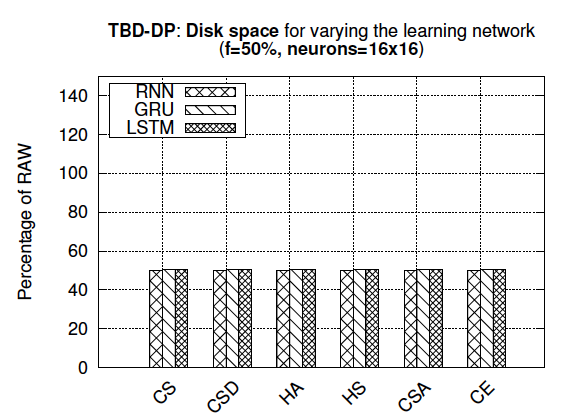 TBD-DP: Disk space for varying the learning network
(f=50%, neurons=16x16)
RNN
GRU
LSTM
Percentage of RAW
140
120
100
80
60
40
20
0
CS
CSD
HA
HS
CSA
CE